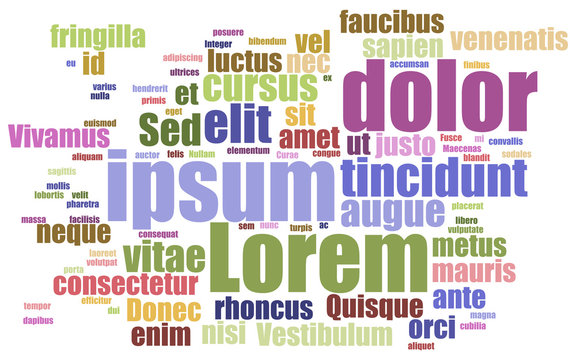 posuere
faucibus
fringilla
Integer
bibendum
vel
sapien
venenatis
eu
id
adipiscing
luctus
nec
accumsan
finibus
ultrices
dolor
varius
nulla
hendrerit
primis
et
cursus
ex
eget
sit
euismod
Vivamus
Sed
elit
amet
ut
justo
Fusce
mi
convallis
Maecenas
aliquam
auctor
felis
Nullam
elementum
Curae
congue
blandit
sodales
sagittis
ipsum
tincidunt
mollis
lobortis
velit
pharetra
augue
placerat
massa
facilisis
libero
vulputate
neque
consequat
sem
nunc
turpis
ac
Lorem
metus
laoreet
volutpat
vitae
porta
consectetur
mauris
tempor
efficitur
dui
Donec
rhoncus
Quisque
ante
magna
dapibus
enim
nisi
Vestibulum
orci
cubilia
aliquet